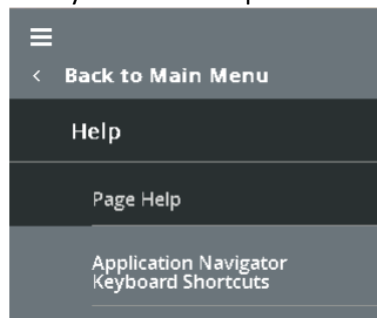 < Back to Main Menu
Help
Page Help
Application Navigator
Keyboard Shortcuts